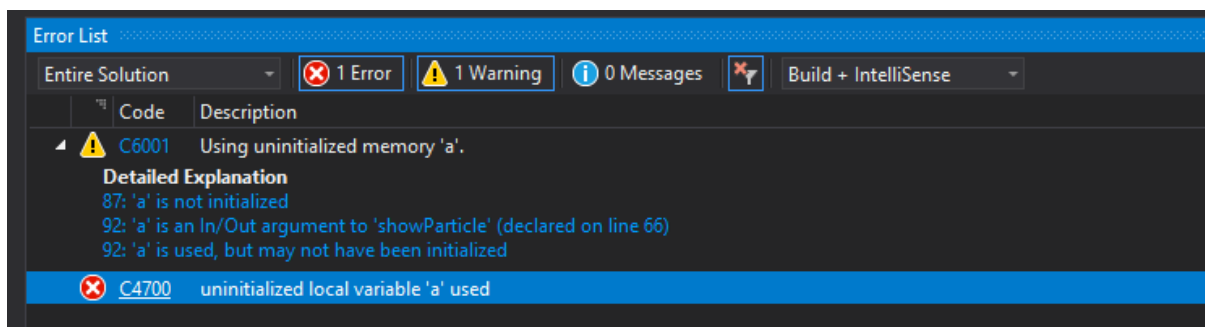 Error List
Entire Solution 1 Error 1 Warning 0 Messages Build + IntelliSense
Code Description
C6001 Using uninitialized memory 'a'.
Detailed Explanation
87: 'a' is not initialized
92: 'a' is an In/Out argument to 'showParticle' (declared on line 66)
92: 'a' is used, but may not have been initialized
C4700 uninitialized local variable 'a' used